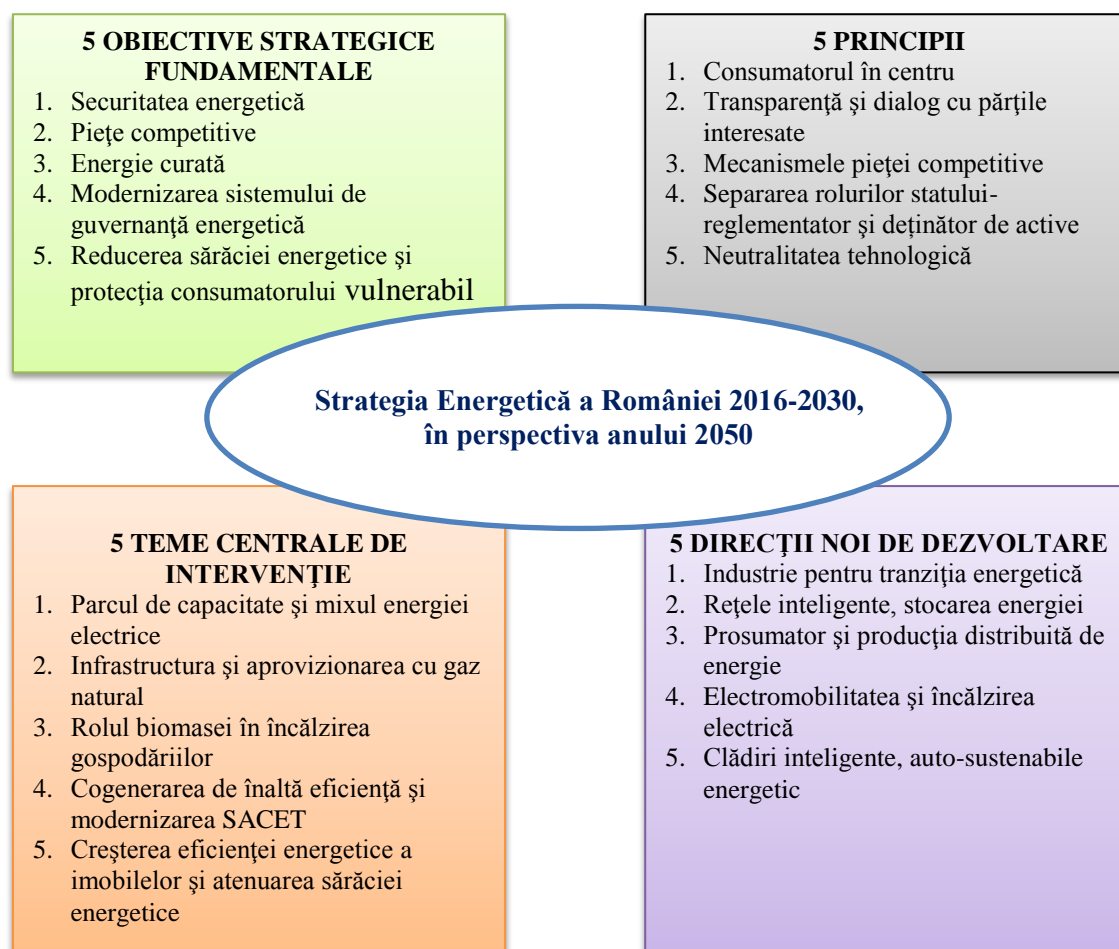 5 OBIECTIVE STRATEGICE
FUNDAMENTALE
1. Securitatea energetică
2. Pieţe competitive
3. Energie curată
4. Modernizarea sistemului de
guvernanţă energetică
5. Reducerea sărăciei energetice şi
protecţia consumatorului vulnerabil
5 PRINCIPII
1. Consumatorul în centru
2. Transparenţă şi dialog cu părţile
interesate
3. Mecanismele pieţei competitive
4. Separarea rolurilor statului-
reglementator şi deținător de active
5. Neutralitatea tehnologică
Strategia Energetică a României 2016-2030,
în perspectiva anului 2050
5 TEME CENTRALE DE
INTERVENŢIE
1. Parcul de capacitate şi mixul energiei
electrice
2. Infrastructura şi aprovizionarea cu gaz
natural
3. Rolul biomasei în încălzirea
gospodăriilor
4. Cogenerarea de înaltă eficienţă şi
modernizarea SACET
5. Creşterea eficienţei energetice a
imobilelor şi atenuarea sărăciei
energetice
5 DIRECŢII NOI DE DEZVOLTARE
1. Industrie pentru tranziţia energetică
2. Reţele inteligente, stocarea energiei
3. Prosumator şi producţia distribuită de
energie
4. Electromobilitatea şi încălzirea
electrică
5. Clădiri inteligente, auto-sustenabile
energetic